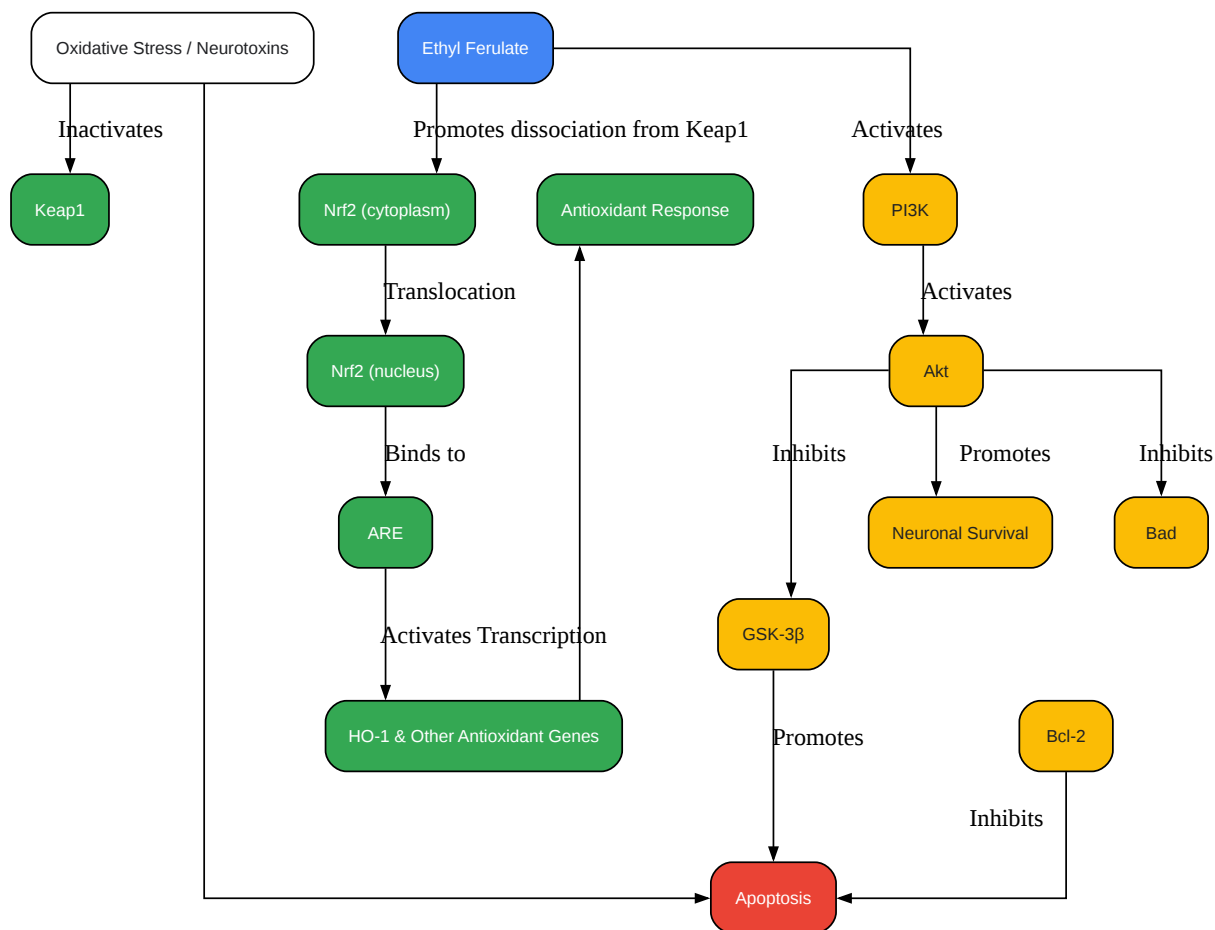 Oxidative Stress / Neurotoxins
Ethyl Ferulate
Inactivates
Promotes dissociation from Keap1
Activates
Keap1
Nrf2 (cytoplasm)
Antioxidant Response
PI3K
Translocation
Activates
Nrf2 (nucleus)
Akt
Binds to
Inhibits
Promotes
Inhibits
ARE
Neuronal Survival
Bad
Activates Transcription
GSK-3β
HO-1 & Other Antioxidant Genes
Promotes
Bcl-2
Inhibits
Apoptosis